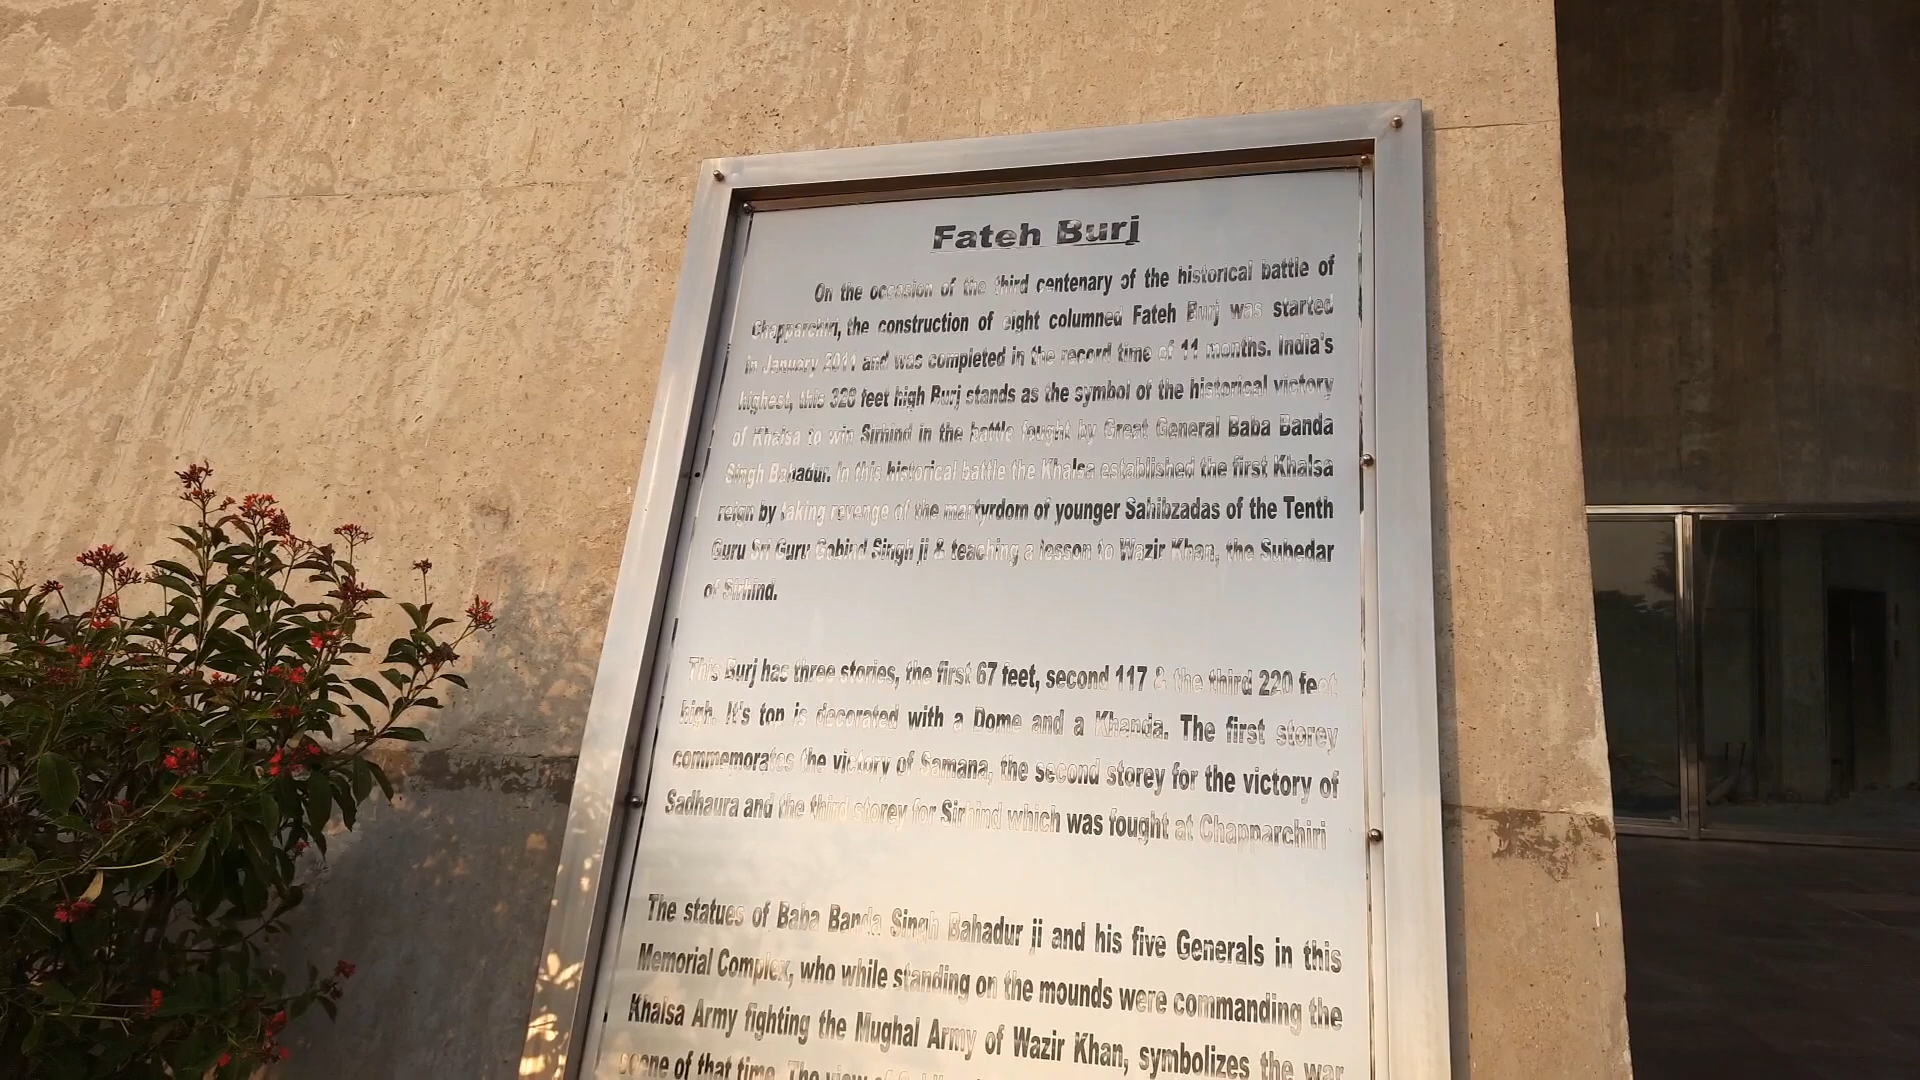 Fateh Burj
On the occasion of the third centenary of the historical battle of
Chapparchiri, the construction of eight columned Fateh Burj was started
in January 2011 and was completed in the record time of 11 months. India's
highest, this 328 feet high Burj stands as the symbol of the historical victory
of Khalsa to win Sirhind in the battle fought by Great General Baba Banda
Singh Bahadur. In this historical battle the Khalsa established the first Khalsa
reign by taking revenge of the martyrdom of younger Sahibzadas of the Tenth
Guru Sri Guru Gobind Singh ji & teaching a lesson to Wazir Khan, the Subedar
of Sirhind.
This Burj has three stories, the first 67 feet, second 117 & the third 220 feet
high. It's top is decorated with a Dome and a Khanda. The first storey
commemorates the victory of Samana, the second storey for the victory of
Sadhaura and the third storey for Sirhind which was fought at Chapparchiri
The statues of Baba Banda Singh Bahadur ji and his five Generals in this
Memorial Complex, who while standing on the mounds were commanding the
Khalsa Army fighting the Mughal Army of Wazir Khan, symbolizes the war
scene of that time. The view of